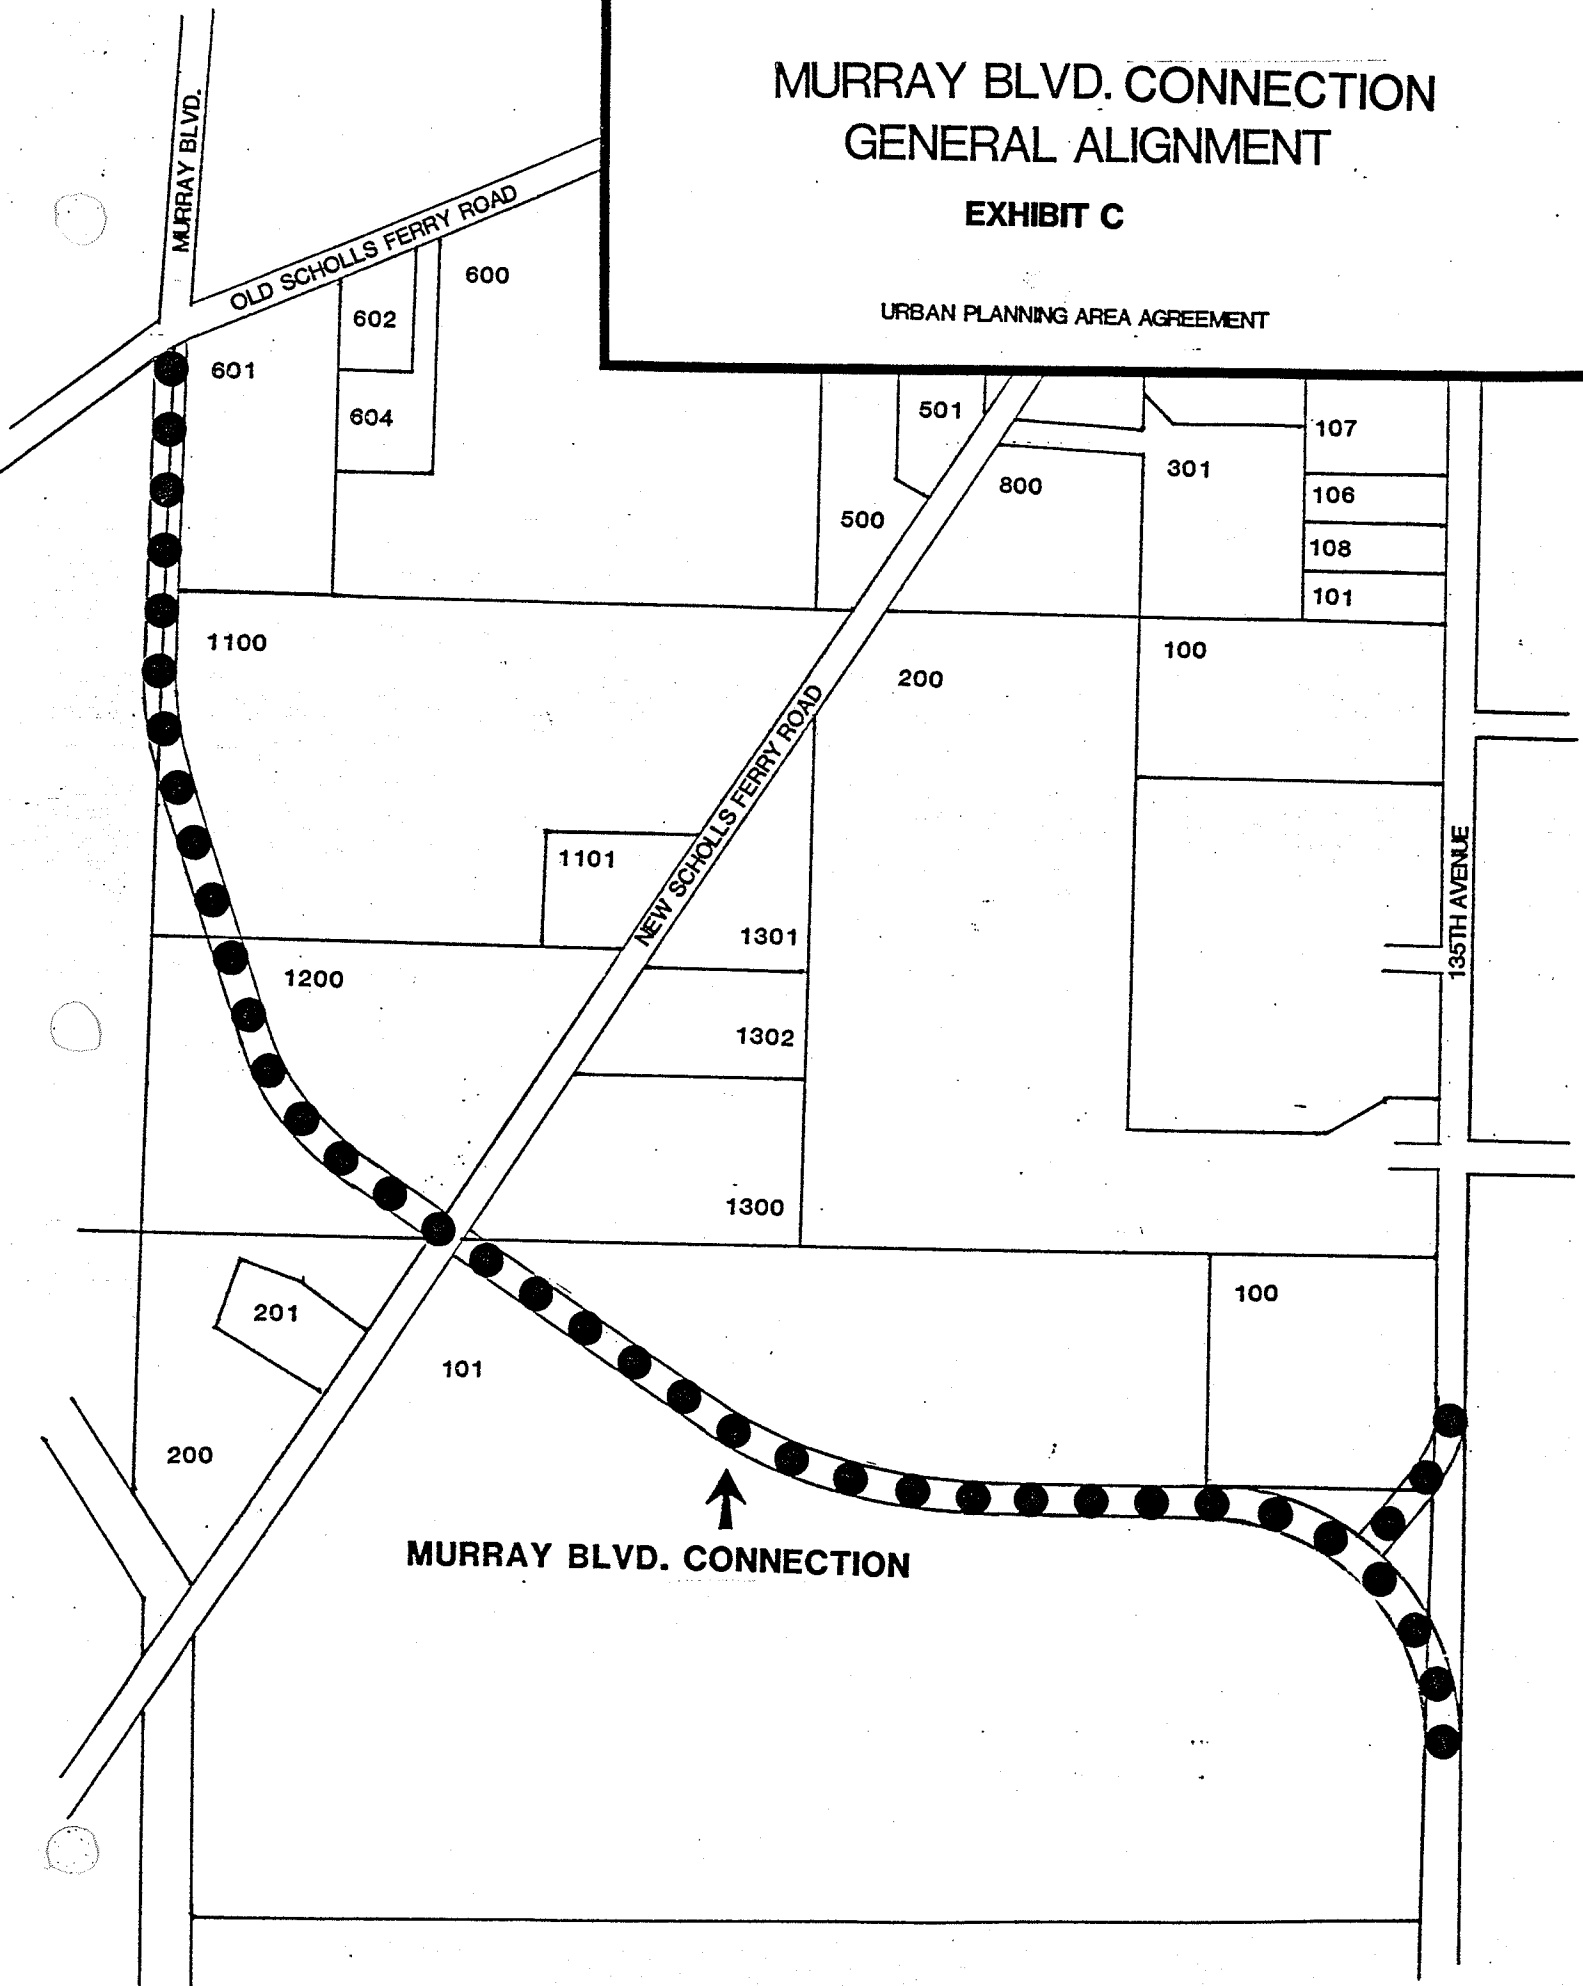 MURRAY BLVD. CONNECTION
GENERAL ALIGNMENT
EXHIBIT C
URBAN PLANNING AREA AGREEMENT
MURRAY BLVD.
OLD SCHOLLS FERRY ROAD
600
602
601
604
501
107
301
800
106
500
108
101
1100
100
200
NEW SCHOLLS FERRY ROAD
1101
135TH AVENUE
1301
1200
1302
1300
100
201
101
200
MURRAY BLVD. CONNECTION